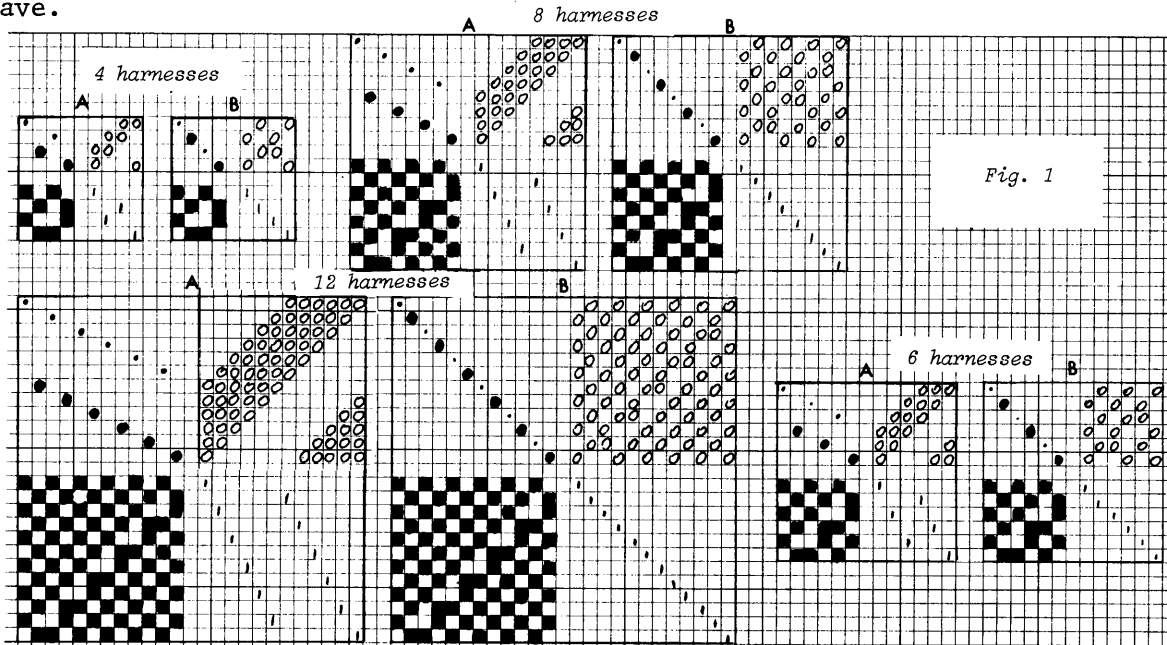 ave.
8 harnesses
A B
4 harnesses
A B
Fig. 1
12 harnesses
A B
6 harnesses
A B